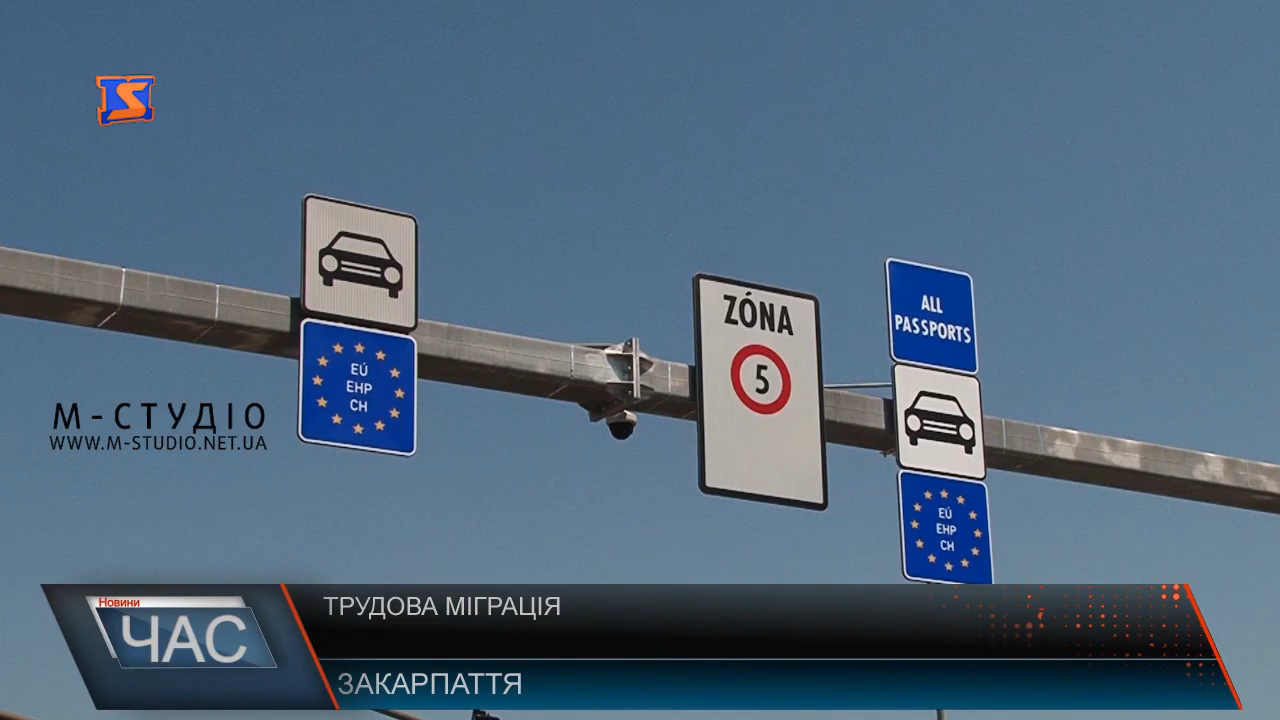 EÚ
EHP
CH
ZÓNA
5
ALL
PASSPORTS
EÚ
EHP
CH
М-СТУДІО
WWW.M-STUDIO.NET.UA
Новини
ЧАС
ТРУДОВА МІГРАЦІЯ
ЗАКАРПАТТЯ